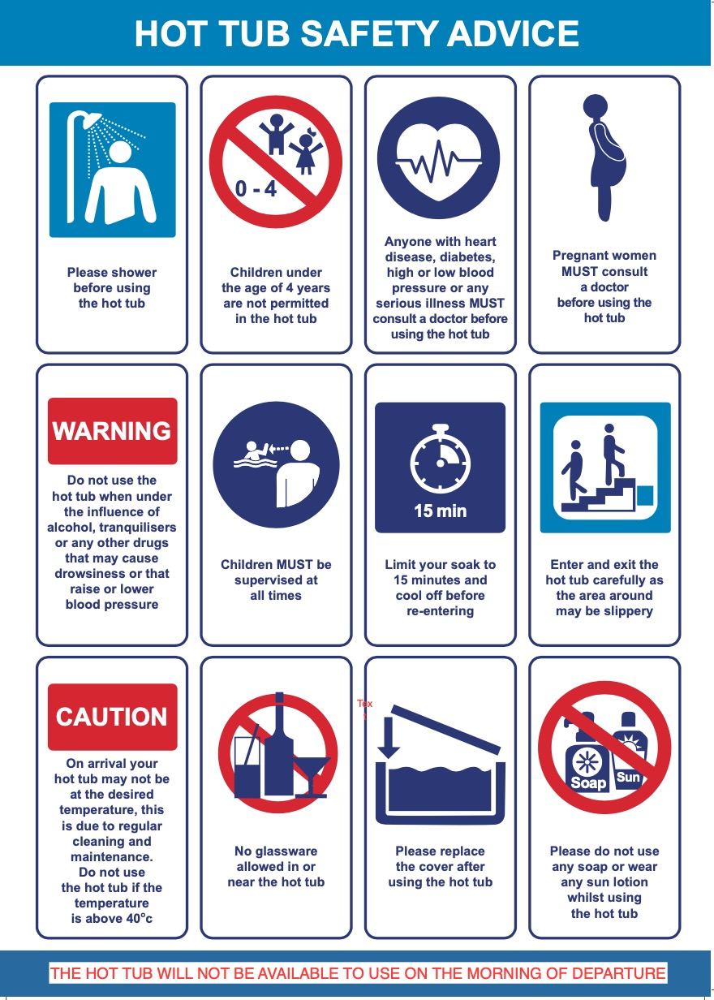 HOT TUB SAFETY ADVICE
0 - 4
Please shower
before using
the hot tub
Children under
the age of 4 years
are not permitted
in the hot tub
Anyone with heart
disease, diabetes,
high or low blood
pressure or any
serious illness MUST
consult a doctor before
using the hot tub
Pregnant women
MUST consult
a doctor
before using the
hot tub
WARNING
Do not use the
hot tub when under
the influence of
alcohol, tranquilisers
or any other drugs
that may cause
drowsiness or that
raise or lower
blood pressure
Children MUST be
supervised at
all times
15 min
Limit your soak to
15 minutes and
cool off before
re-entering
Enter and exit the
hot tub carefully as
the area around
may be slippery
CAUTION
On arrival your
hot tub may not be
at the desired
temperature, this
is due to regular
cleaning and
maintenance.
Do not use
the hot tub if the
temperature
is above 40°c
No glassware
allowed in or
near the hot tub
Tex
t
Please replace
the cover after
using the hot tub
Soap
Sun
Please do not use
any soap or wear
any sun lotion
whilst using
the hot tub
THE HOT TUB WILL NOT BE AVAILABLE TO USE ON THE MORNING OF DEPARTURE